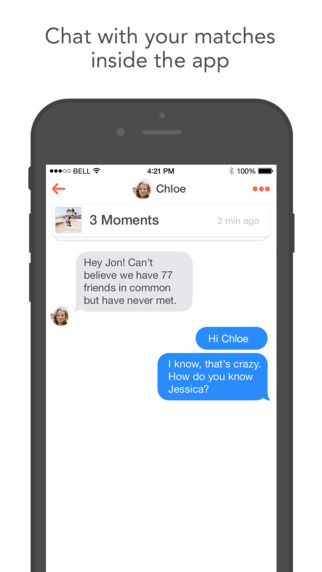 Chat with your matches
inside the app
BELL 4:21 PM 100%
Chloe
3 Moments 2 min ago
Hey Jon! Can't
believe we have 77
friends in common
but have never met.
Hi Chloe
I know, that's crazy.
How do you know
Jessica?